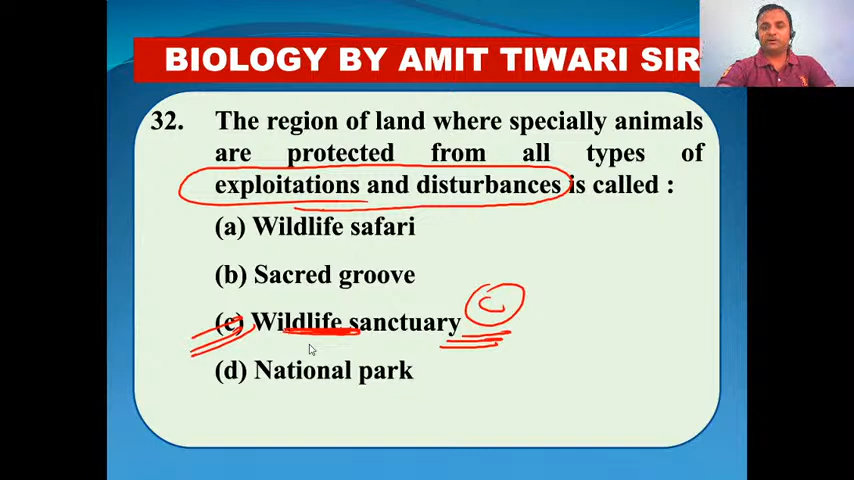 BIOLOGY BY AMIT TIWARI SIR
32. The region of land where specially animals
are protected from all types of
exploitations and disturbances is called :
(a) Wildlife safari
(b) Sacred groove
(c) Wildlife sanctuary C
(d) National park